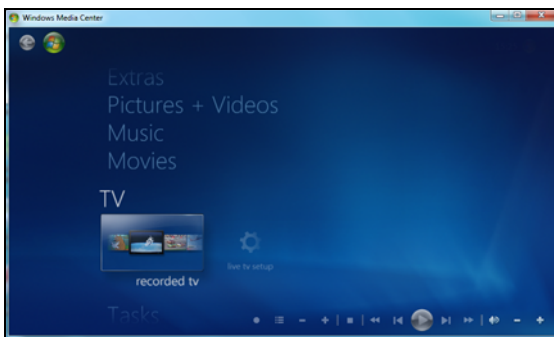 Windows Media Center
Extras
Pictures + Videos
Music
Movies
TV
recorded tv
live tv setup
Tasks